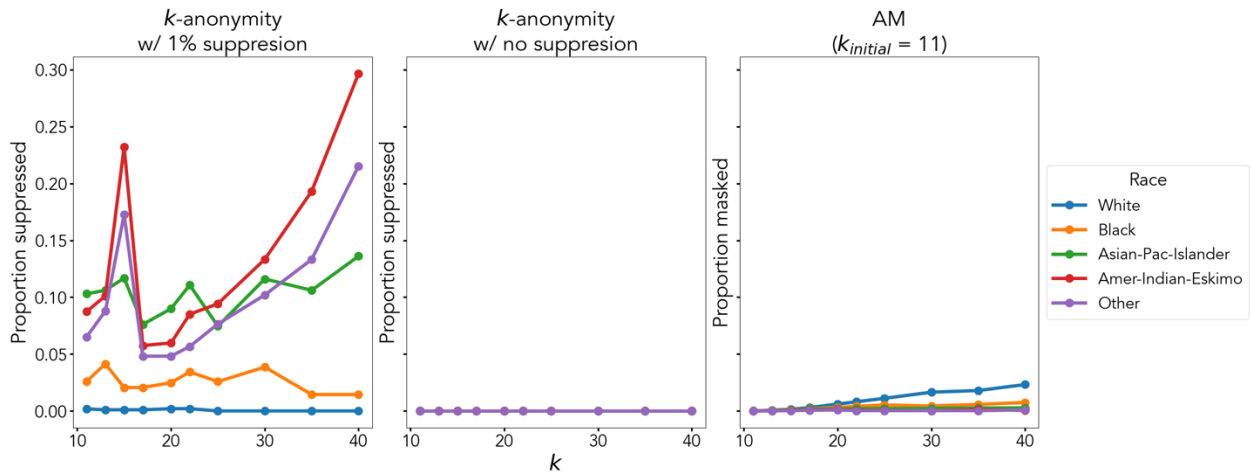 k-anonymity
w/ 1% suppresion
k-anonymity
w/ no suppresion
AM
(k_initial = 11)
Proportion suppressed
0.30
0.25
0.20
0.15
0.10
0.05
0.00
10
20
30
40
Proportion suppressed
10
20
30
40
k
Proportion masked
10
20
30
40
Race
White
Black
Asian-Pac-Islander
Amer-Indian-Eskimo
Other